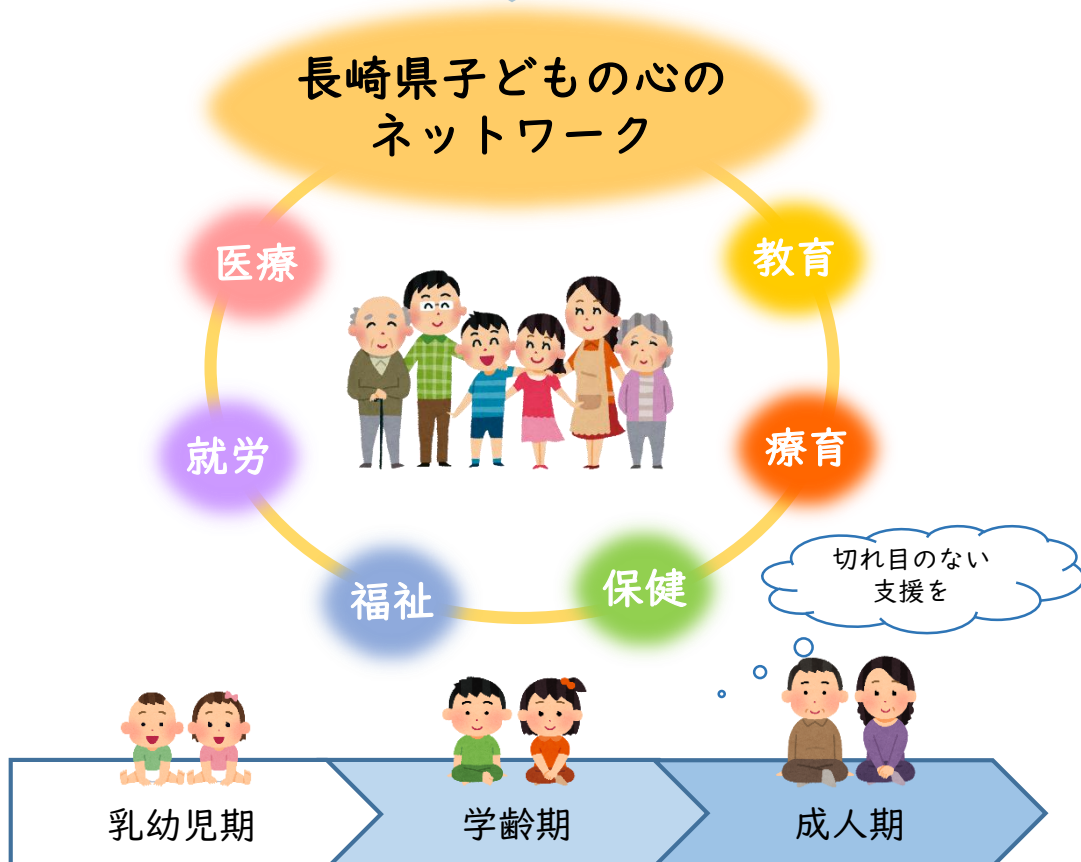 長崎県子どもの心の
ネットワーク
医療
教育
就労
療育
福祉
保健
切れ目のない
支援を
乳幼児期
学齢期
成人期